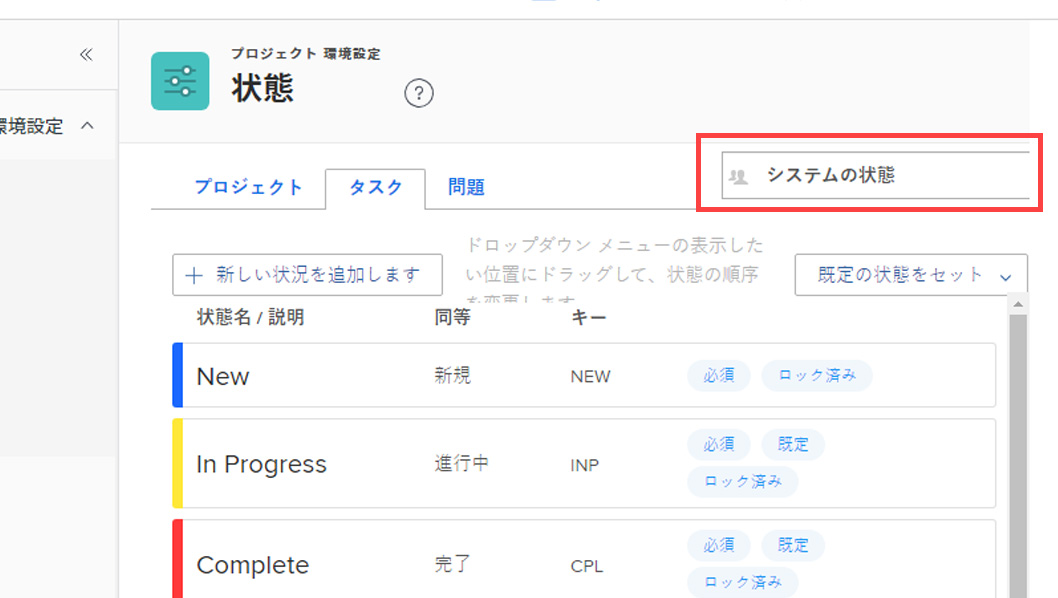 プロジェクト 環境設定
状態
?
環境設定
システムの状態
プロジェクト
タスク
問題
ドロップダウン メニューの表示した
い位置にドラッグして、状態の順序
を変更します。
+ 新しい状況を追加します
既定の状態をセット
状態名 / 説明 同等 キー
New 新規 NEW 必須 ロック済み
In Progress 進行中 INP 必須 既定
ロック済み
Complete 完了 CPL 必須 既定
ロック済み